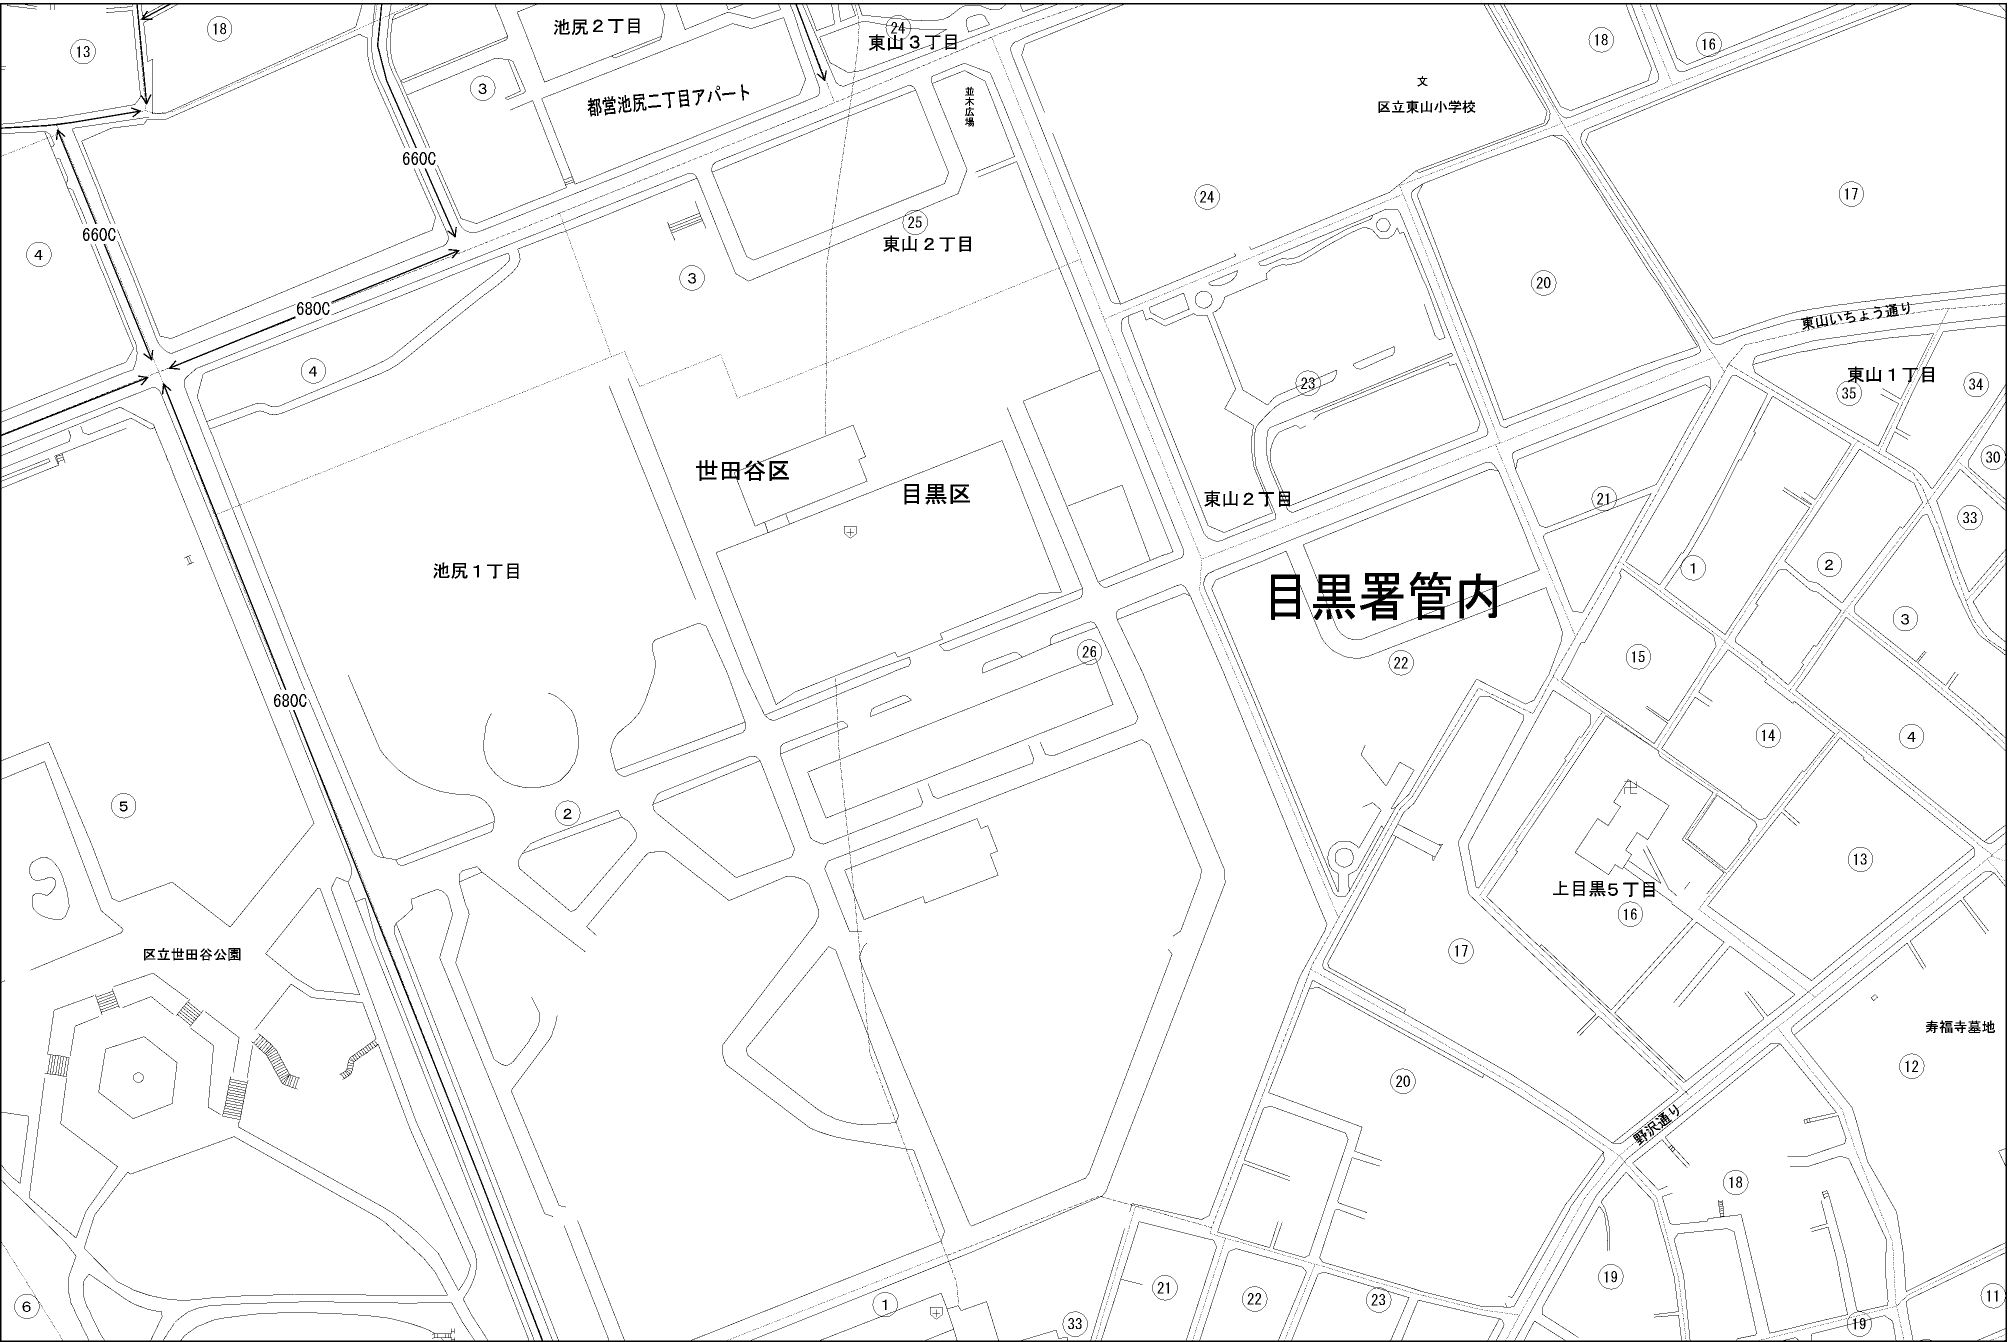 18
池尻２丁目
24
東山３丁目
18
16
13
3
都営池尻二丁目アパート
並木広場
文
区立東山小学校
660C
24
17
660C
4
25
東山２丁目
3
20
680C
東山いちょう通り
4
23
東山１丁目
35
34
世田谷区
目黒区
30
東山２丁目
21
33
池尻１丁目
目黒署管内
1
2
3
26
22
15
680C
14
4
5
2
卍
13
上目黒５丁目
16
区立世田谷公園
17
寿福寺墓地
12
20
野沢通り
18
19
21
22
23
11
6
1
33
19